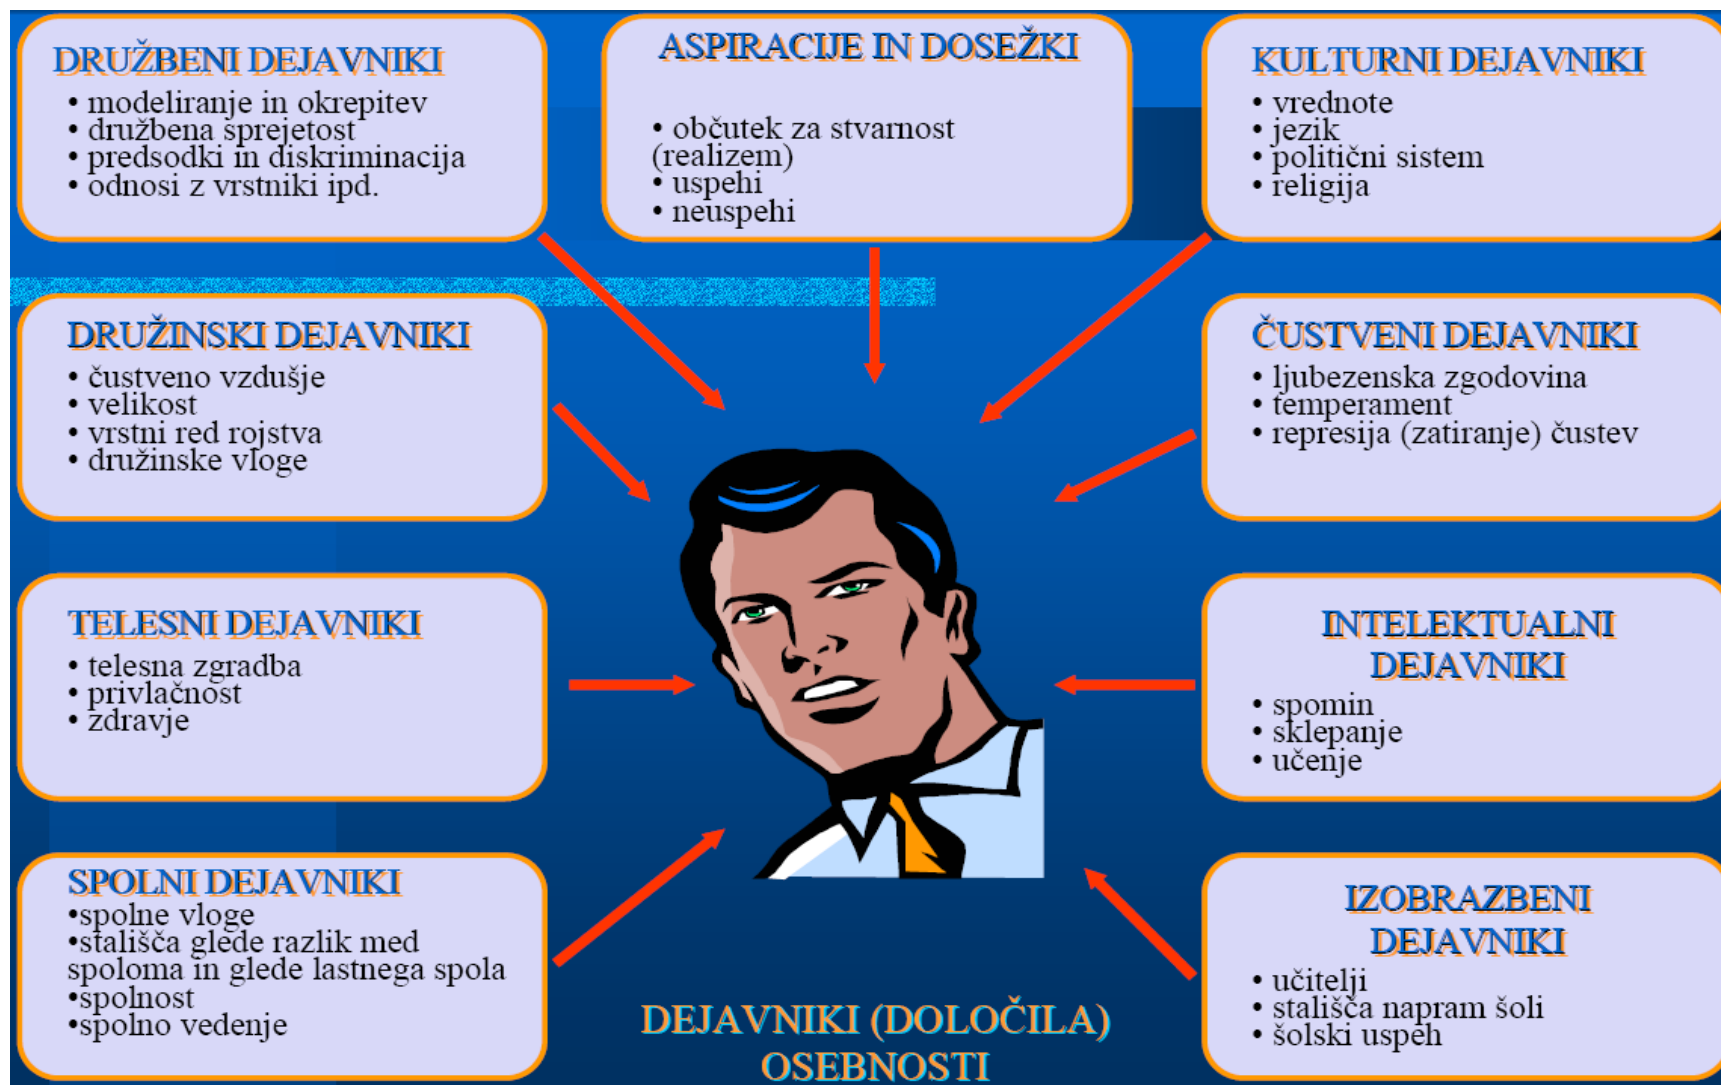 DRUŽBENI DEJAVNIKI
• modeliranje in okrepitev
• družbena sprejetost
• predsodki in diskriminacija
• odnosi z vrstniki ipd.
ASPIRACIJE IN DOSEŽKI
• občutek za stvarnost
(realizem)
• uspehi
• neuspehi
KULTURNI DEJAVNIKI
• vrednote
• jezik
• politični sistem
• religija
DRUŽINSKI DEJAVNIKI
• čustveno vzdušje
• velikost
• vrstni red rojstva
• družinske vloge
ČUSTVENI DEJAVNIKI
• ljubezenska zgodovina
• temperament
• represija (zatiranje) čustev
TELESNI DEJAVNIKI
• telesna zgradba
• privlačnost
• zdravje
INTELEKTUALNI
DEJAVNIKI
• spomin
• sklepanje
• učenje
SPOLNI DEJAVNIKI
•spolne vloge
•stališča glede razlik med
spoloma in glede lastnega spola
•spolnost
•spolno vedenje
IZOBRAZBENI
DEJAVNIKI
• učitelji
• stališča napram šoli
• šolski uspeh
DEJAVNIKI (DOLOČILA)
OSEBNOSTI